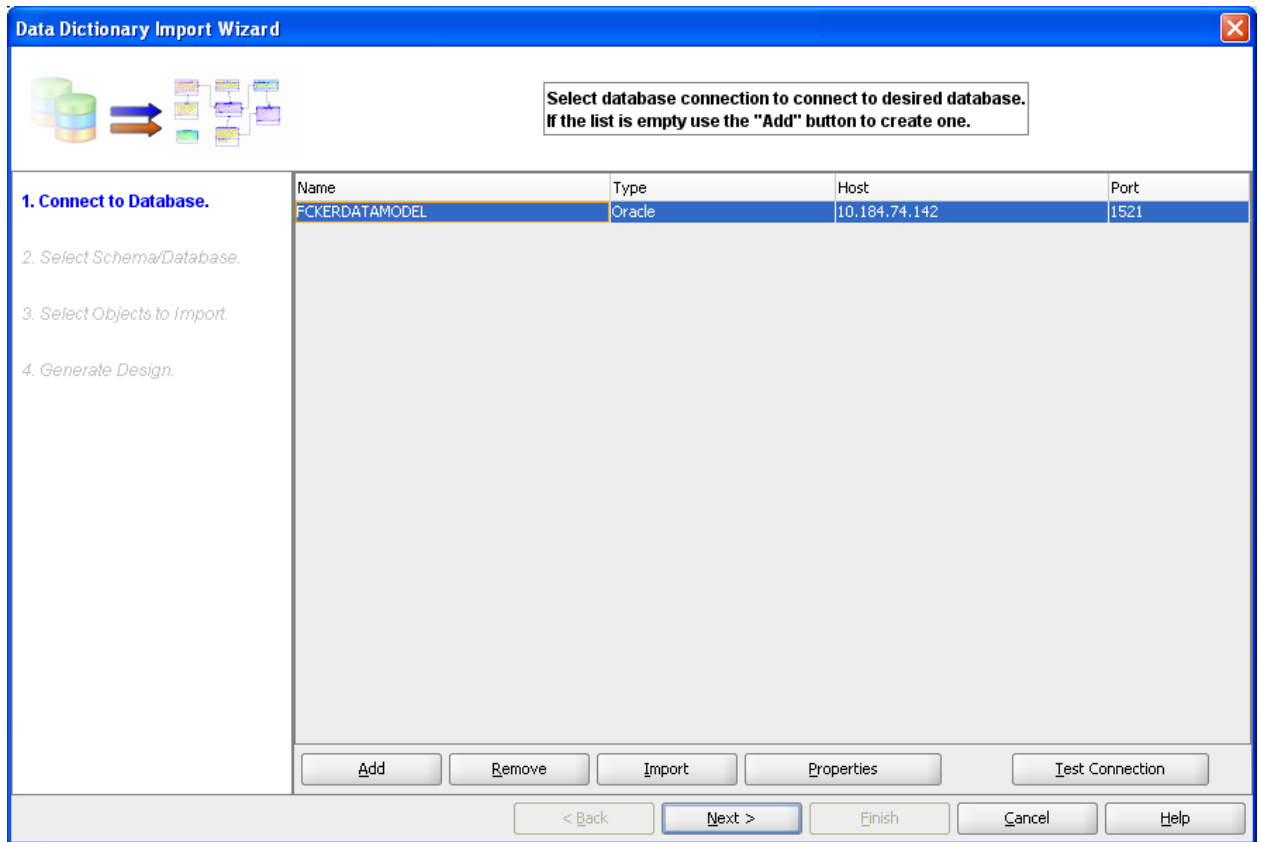 Data Dictionary Import Wizard
Select database connection to connect to desired database.
If the list is empty use the "Add" button to create one.
1. Connect to Database.
2. Select Schema/Database.
3. Select Objects to Import.
4. Generate Design.
Name Type Host Port
FCKERDATAMODEL Oracle 10.184.74.142 1521
Add Remove Import Properties Test Connection
< Back Next > Finish Cancel Help